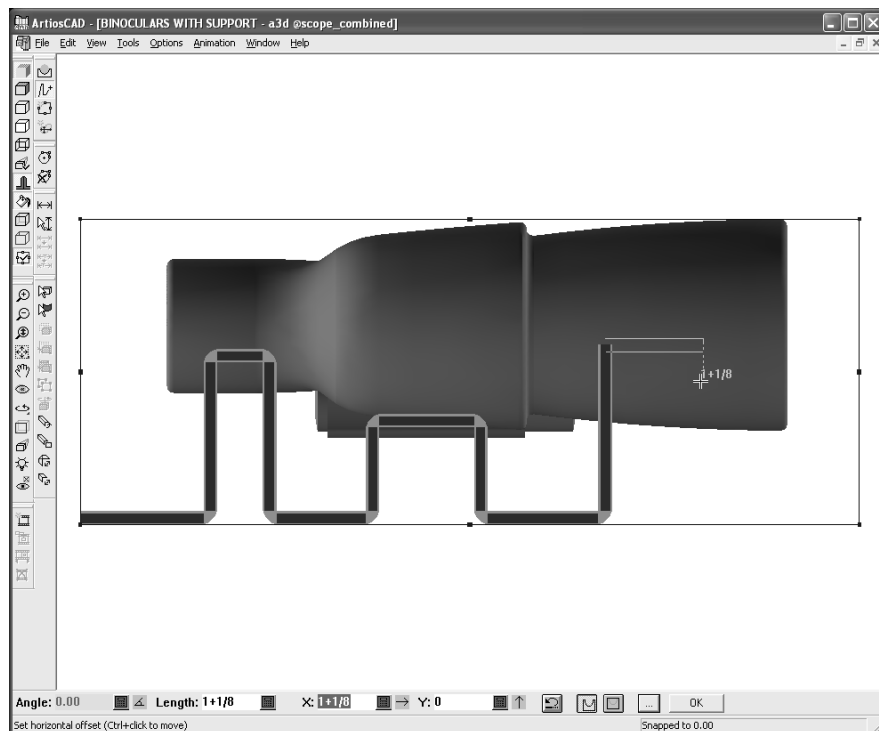 ArtiosCAD - [BINOCULARS WITH SUPPORT - a3d @scope_combined]
File Edit View Tools Options Animation Window Help
1+1/8
Angle: 0.00 Length: 1+1/8 X: 1+1/8 Y: 0 ... OK
Set horizontal offset (Ctrl+click to move) Snapped to 0.00